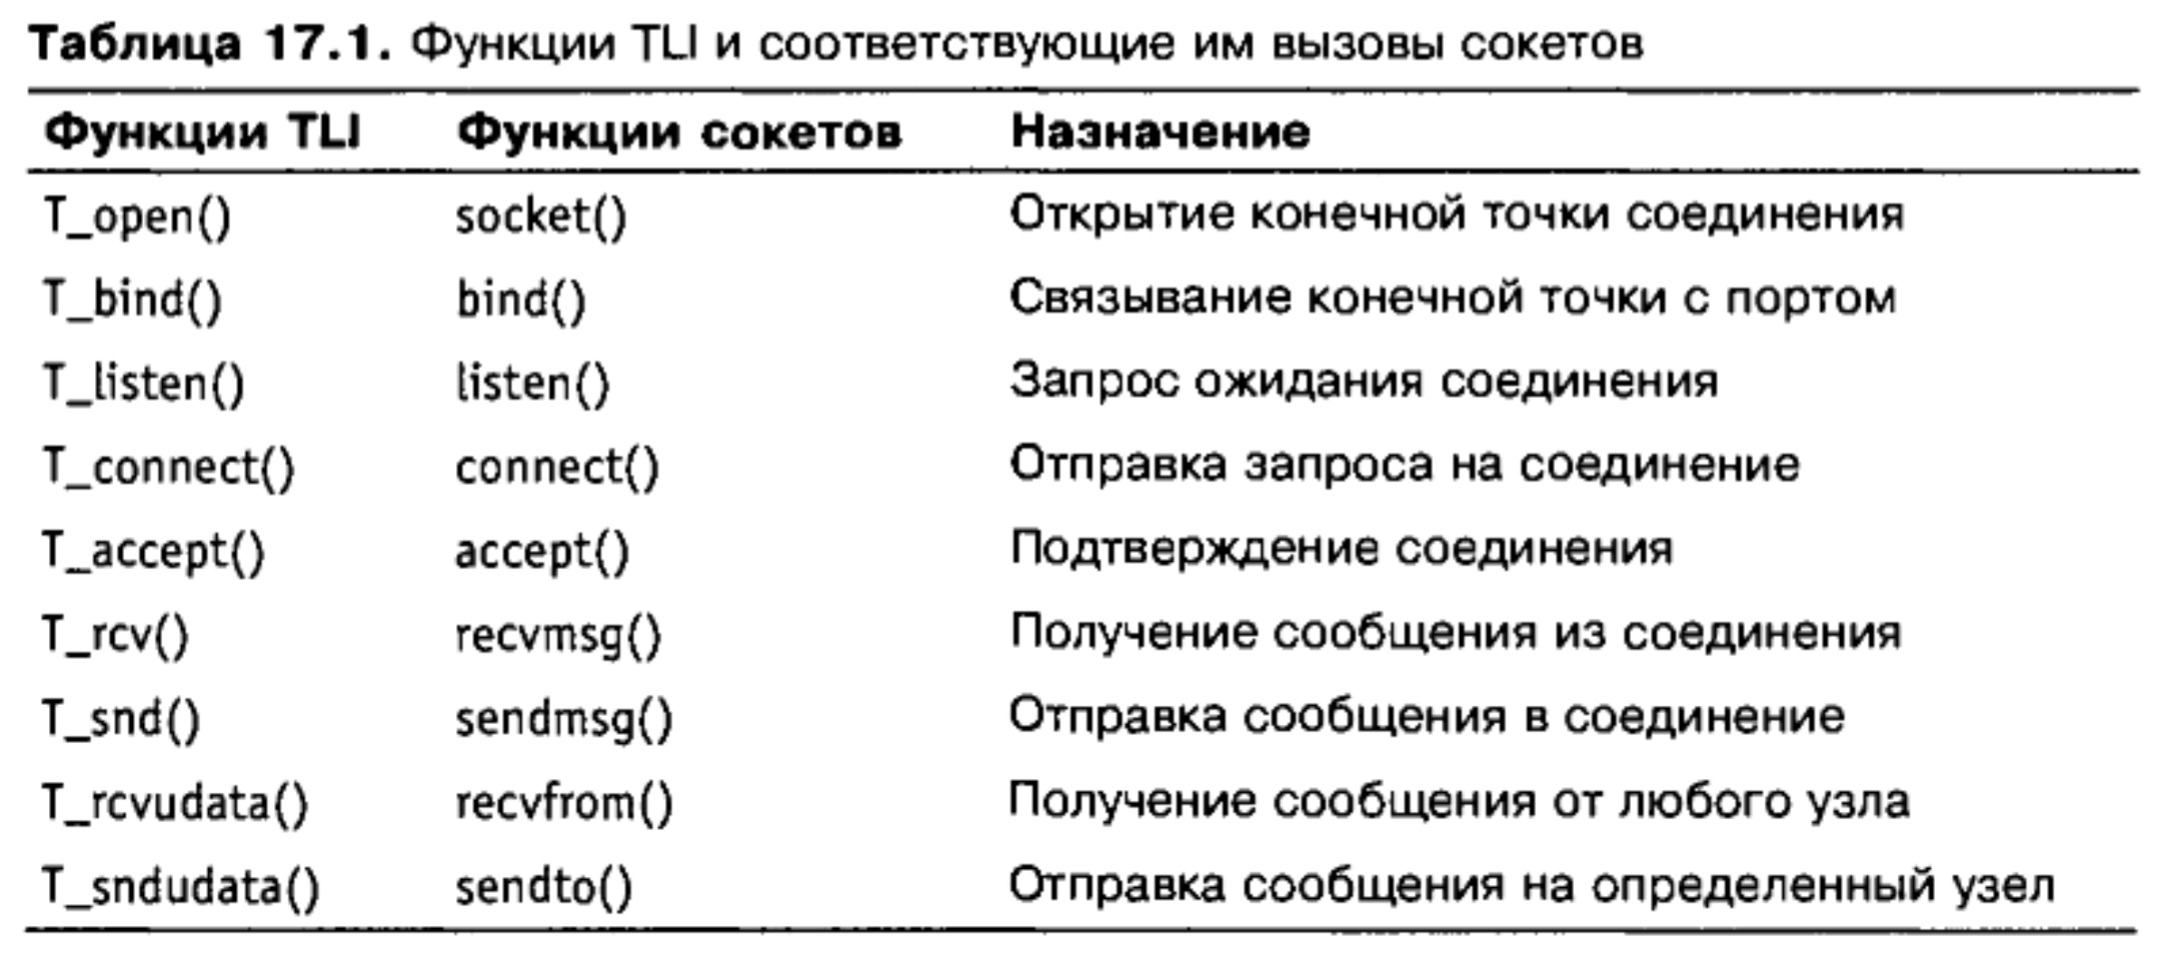 Таблица 17.1. Функции TLI и соответствующие им вызовы сокетов
Функции TLI Функции сокетов Назначение
T_open() socket() Открытие конечной точки соединения
T_bind() bind() Связывание конечной точки с портом
T_listen() listen() Запрос ожидания соединения
T_connect() connect() Отправка запроса на соединение
T_accept() accept() Подтверждение соединения
T_rcv() recvmsg() Получение сообщения из соединения
T_snd() sendmsg() Отправка сообщения в соединение
T_rcvudata() recvfrom() Получение сообщения от любого узла
T_sndudata() sendto() Отправка сообщения на определенный узел